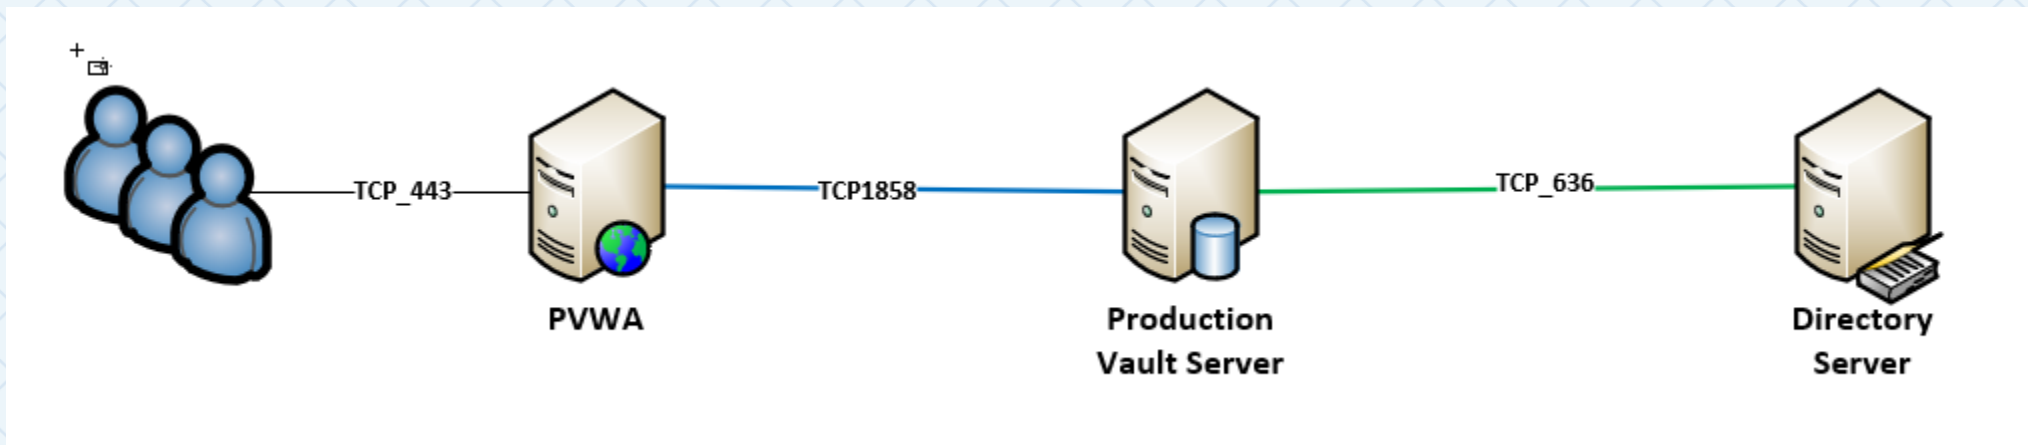 TCP_443
TCP1858
TCP_636
PVWA
Production
Vault Server
Directory
Server